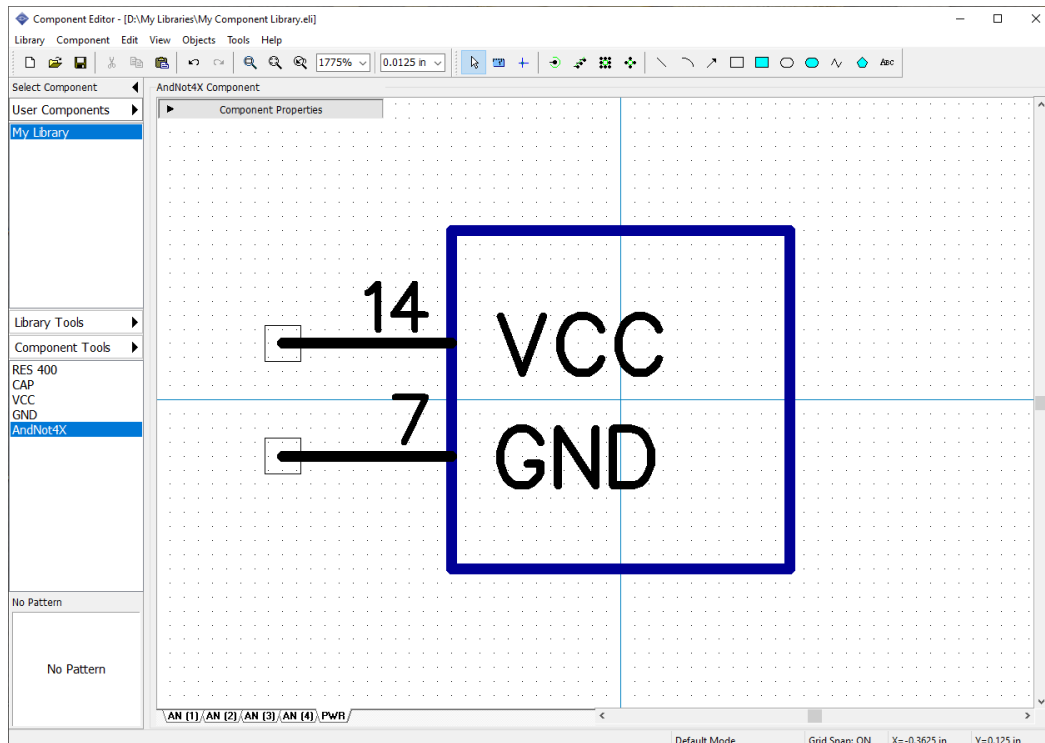 Component Editor - [D:\My Libraries\My Component Library.eli]
Library Component Edit View Objects Tools Help
1775% 0.0125 in ABC
Select Component
AndNot4X Component
User Components
Component Properties
My Library
14
VCC
Library Tools
Component Tools
RES 400
CAP
VCC
GND
AndNot4X
7
GND
No Pattern
No Pattern
AN (1) AN (2) AN (3) AN (4) PWR
Default Mode Grid Snap: ON X=-0.3625 in Y=0.125 in